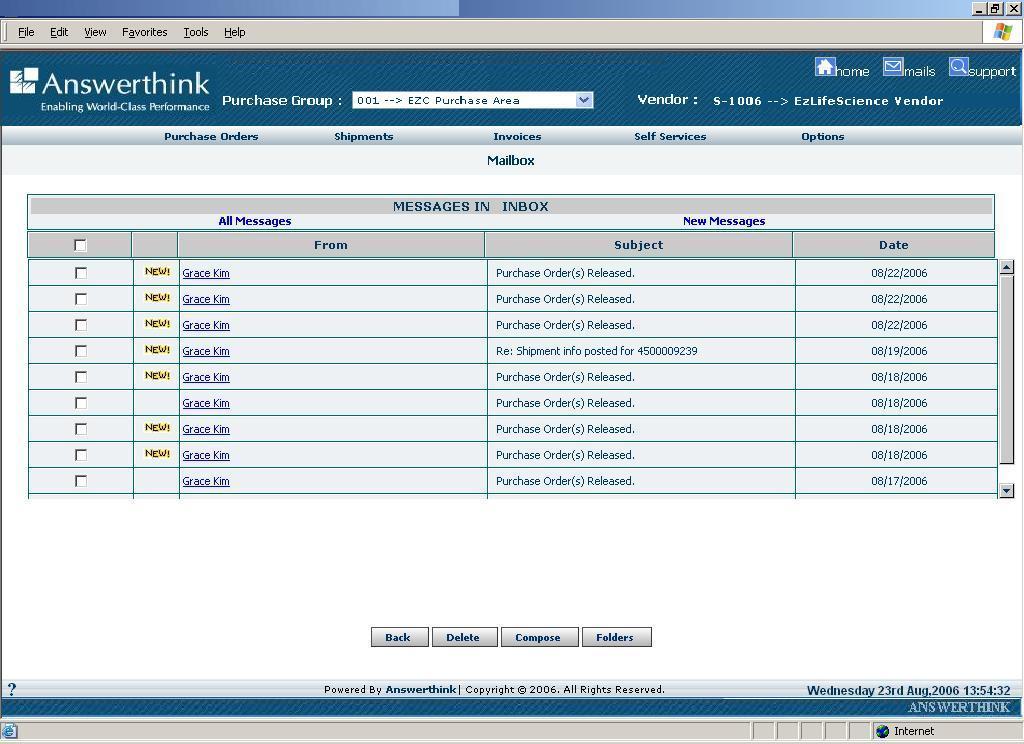 File Edit View Favorites Tools Help
home mails support
Answerthink
Enabling World-Class Performance
Purchase Group : 001 --> EZC Purchase Area Vendor : S-1006 --> EzLifeScience Vendor
Purchase Orders Shipments Invoices Self Services Options
Mailbox
MESSAGES IN INBOX
All Messages New Messages
From Subject Date
NEW! Grace Kim Purchase Order(s) Released. 08/22/2006
NEW! Grace Kim Purchase Order(s) Released. 08/22/2006
NEW! Grace Kim Purchase Order(s) Released. 08/22/2006
NEW! Grace Kim Re: Shipment info posted for 4500009239 08/19/2006
NEW! Grace Kim Purchase Order(s) Released. 08/18/2006
Grace Kim Purchase Order(s) Released. 08/18/2006
NEW! Grace Kim Purchase Order(s) Released. 08/18/2006
NEW! Grace Kim Purchase Order(s) Released. 08/18/2006
Grace Kim Purchase Order(s) Released. 08/17/2006
Back Delete Compose Folders
? Powered By Answerthink| Copyright © 2006. All Rights Reserved. Wednesday 23rd Aug,2006 13:54:32
ANSWERTHINK
Internet